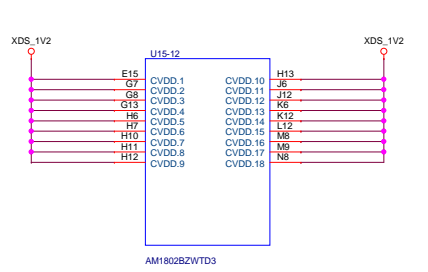 XDS_1V2 XDS_1V2
U15-12
E15 CVDD.1 CVDD.10 H13
G7 CVDD.2 CVDD.11 J6
G8 CVDD.3 CVDD.12 J12
G13 CVDD.4 CVDD.13 K6
H6 CVDD.5 CVDD.14 K12
H7 CVDD.6 CVDD.15 L12
H10 CVDD.7 CVDD.16 M8
H11 CVDD.8 CVDD.17 M9
H12 CVDD.9 CVDD.18 N8
AM1802BZWTD3